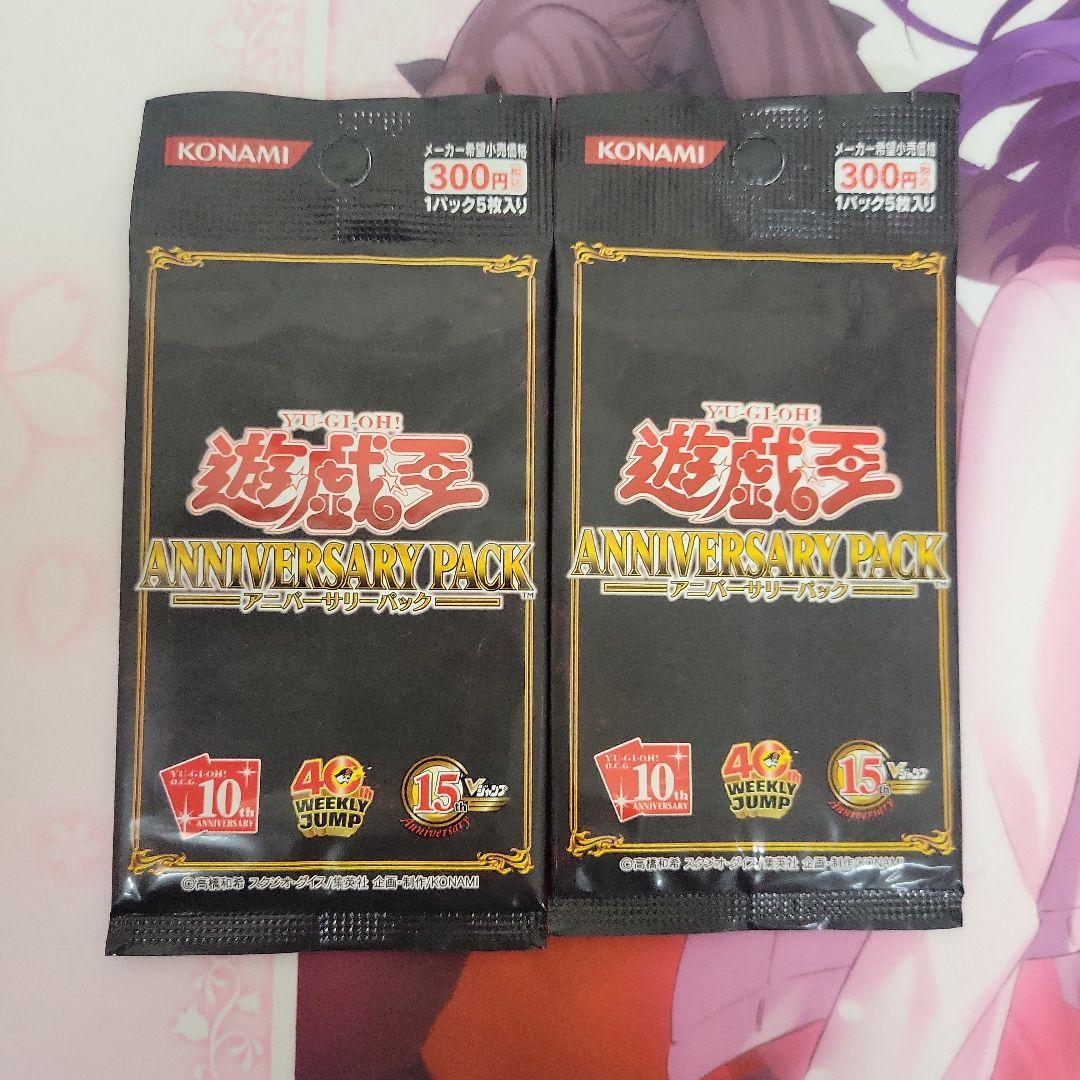 KONAMI
メーカー希望小売価格
300円
1パック5枚入り
YU-GI-OH!
遊戯王
ANNIVERSARY PACK
TM
アニバーサリーパック
YU-GI-OH!
O.C.G.
10th
ANNIVERSARY
40th
WEEKLY
JUMP
15th
Vジャンプ
Anniversary
©高橋和希 スタジオ・ダイス/集英社 企画・制作/KONAMI
KONAMI
メーカー希望小売価格
300円
1パック5枚入り
YU-GI-OH!
遊戯王
ANNIVERSARY PACK
TM
アニバーサリーパック
YU-GI-OH!
O.C.G.
10th
ANNIVERSARY
40th
WEEKLY
JUMP
15th
Vジャンプ
Anniversary
©高橋和希 スタジオ・ダイス/集英社 企画・制作/KONAMI